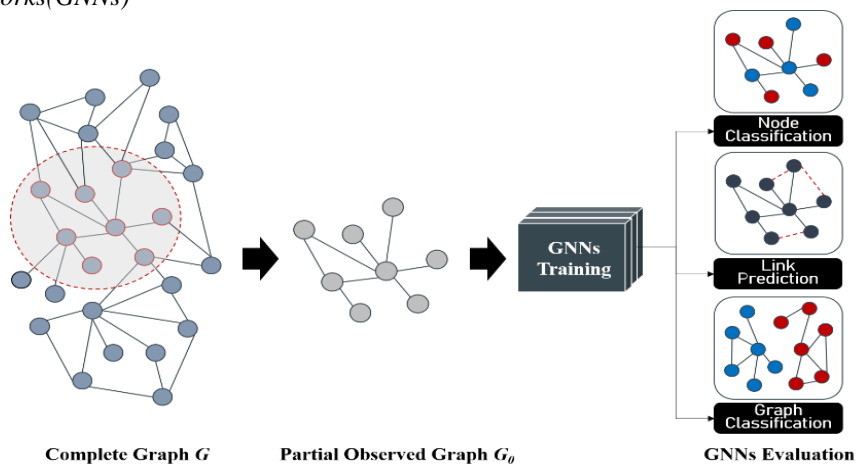 orks(GNNs)
Node
Classification
GNNs
Training
Link
Prediction
Graph
Classification
Complete Graph G
Partial Observed Graph G₀
GNNs Evaluation